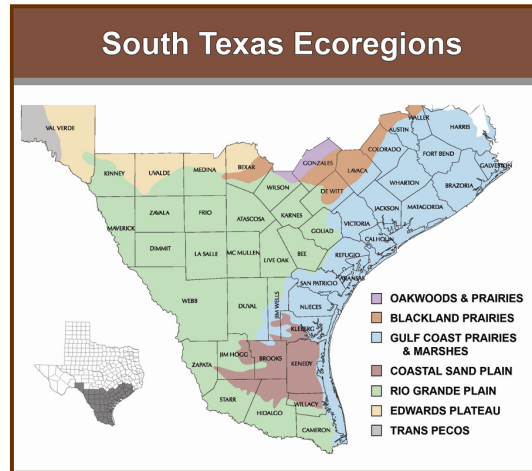 South Texas Ecoregions
VAL VERDE
KINNEY
UVALDE
MEDINA
BEXAR
GONZALES
LAVACA
COLORADO
AUSTIN
WALLER
HARRIS
FORT BEND
GALVESTON
BRAZORIA
WHARTON
MATAGORDA
JACKSON
DE WITT
WILSON
KARNES
ATASCOSA
FRIO
ZAVALA
MAVERICK
DIMMIT
LA SALLE
MC MULLEN
LIVE OAK
BEE
GOLIAD
VICTORIA
CALHOUN
REFUGIO
ARANSAS
SAN PATRICIO
NUECES
JIM WELLS
KLEBERG
DUVAL
WEBB
ZAPATA
JIM HOGG
BROOKS
KENEDY
STARR
HIDALGO
WILLACY
CAMERON
OAKWOODS & PRAIRIES
BLACKLAND PRAIRIES
GULF COAST PRAIRIES
& MARSHES
COASTAL SAND PLAIN
RIO GRANDE PLAIN
EDWARDS PLATEAU
TRANS PECOS